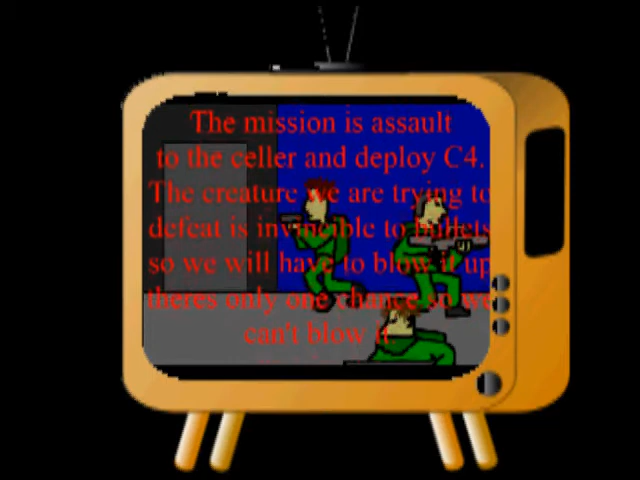 The mission is assault
to the celler and deploy C4.
The creature we are trying to
defeat is invincible to bullets
so we will have to blow it up
theres only one chance so we
can't blow it.